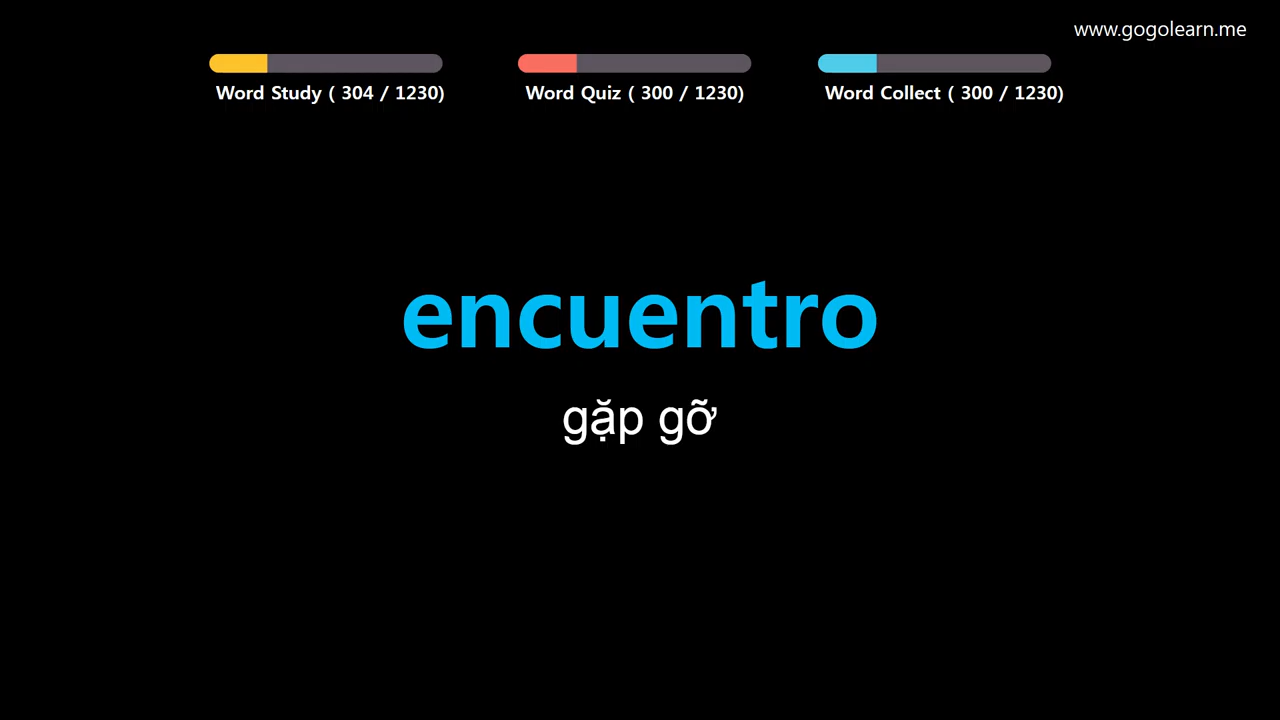 www.gogolearn.me
Word Study ( 304 / 1230)
Word Quiz ( 300 / 1230)
Word Collect ( 300 / 1230)
encuentro
gặp gỡ